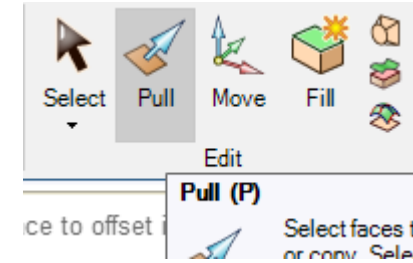 Select Pull Move Fill
Edit
Pull (P)
ce to offset
Select faces
or copy. Sele